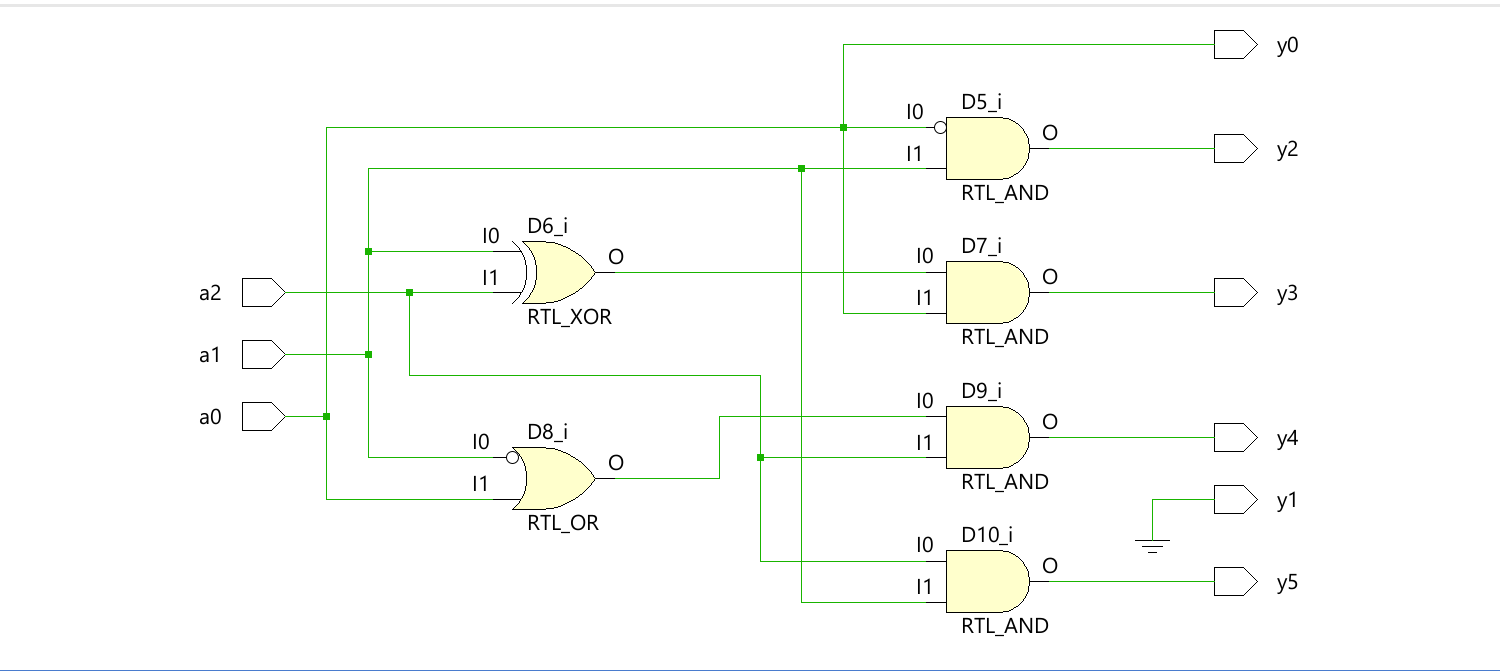 y0
D5_i
I0
O
I1
y2
RTL_AND
D6_i
I0
O
I1
RTL_XOR
D7_i
I0
O
I1
y3
RTL_AND
a2
a1
a0
D8_i
I0
O
I1
RTL_OR
D9_i
I0
O
I1
y4
RTL_AND
y1
D10_i
I0
O
I1
y5
RTL_AND